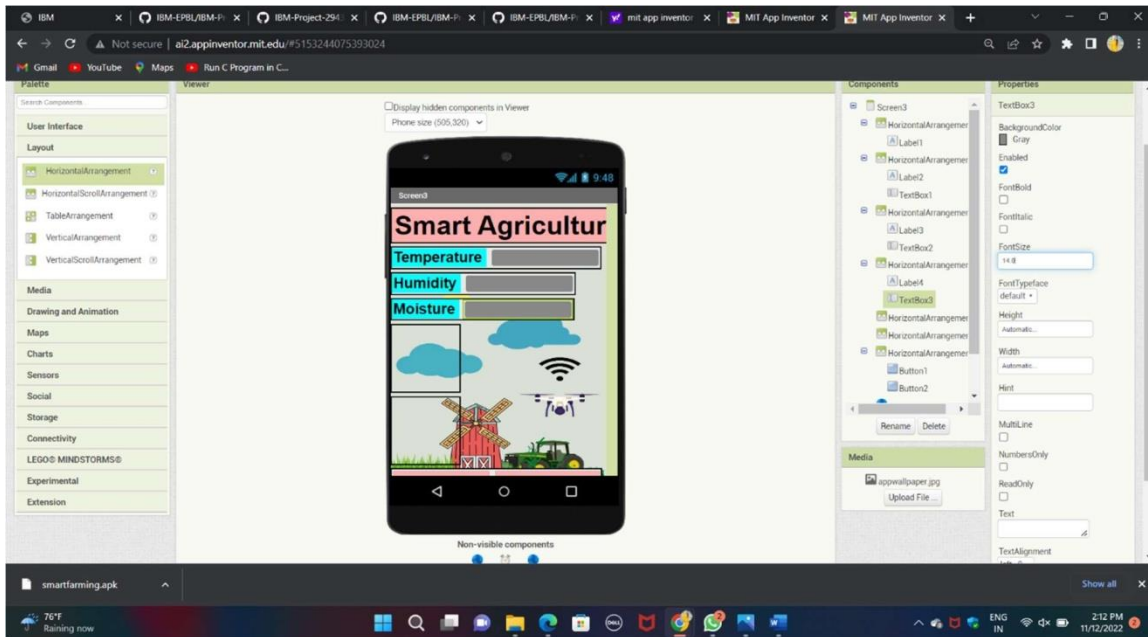 IBM
IBM-EPBL/IBM-Pr
IBM-Project-2943
IBM-EPBL/IBM-Pr
IBM-EPBL/IBM-Pr
mit app inventor
MIT App Inventor
MIT App Inventor
Not secure | ai2.appinventor.mit.edu/#5153244075393024
Gmail
YouTube
Maps
Run C Program in C...
Palette
Search Components...
User Interface
Layout
HorizontalArrangement
HorizontalScrollArrangement
TableArrangement
VerticalArrangement
VerticalScrollArrangement
Media
Drawing and Animation
Maps
Charts
Sensors
Social
Storage
Connectivity
LEGO® MINDSTORMS®
Experimental
Extension
Viewer
Display hidden components in Viewer
Phone size (505,320)
9:48
Screen3
Smart Agricultur
Temperature
Humidity
Moisture
Non-visible components
Components
Screen3
HorizontalArrangemer
Label1
HorizontalArrangemer
Label2
TextBox1
HorizontalArrangemer
Label3
TextBox2
HorizontalArrangemer
Label4
TextBox3
HorizontalArrangemer
HorizontalArrangemer
HorizontalArrangemer
Button1
Button2
Rename Delete
Media
appwallpaper.jpg
Upload File ...
Properties
TextBox3
BackgroundColor
Gray
Enabled
FontBold
FontItalic
FontSize
14.0
FontTypeface
default
Height
Automatic...
Width
Automatic...
Hint
MultiLine
NumbersOnly
ReadOnly
Text
TextAlignment
smartfarming.apk
Show all
76°F
Raining now
DELL
ENG
IN
2:12 PM
11/12/2022
2